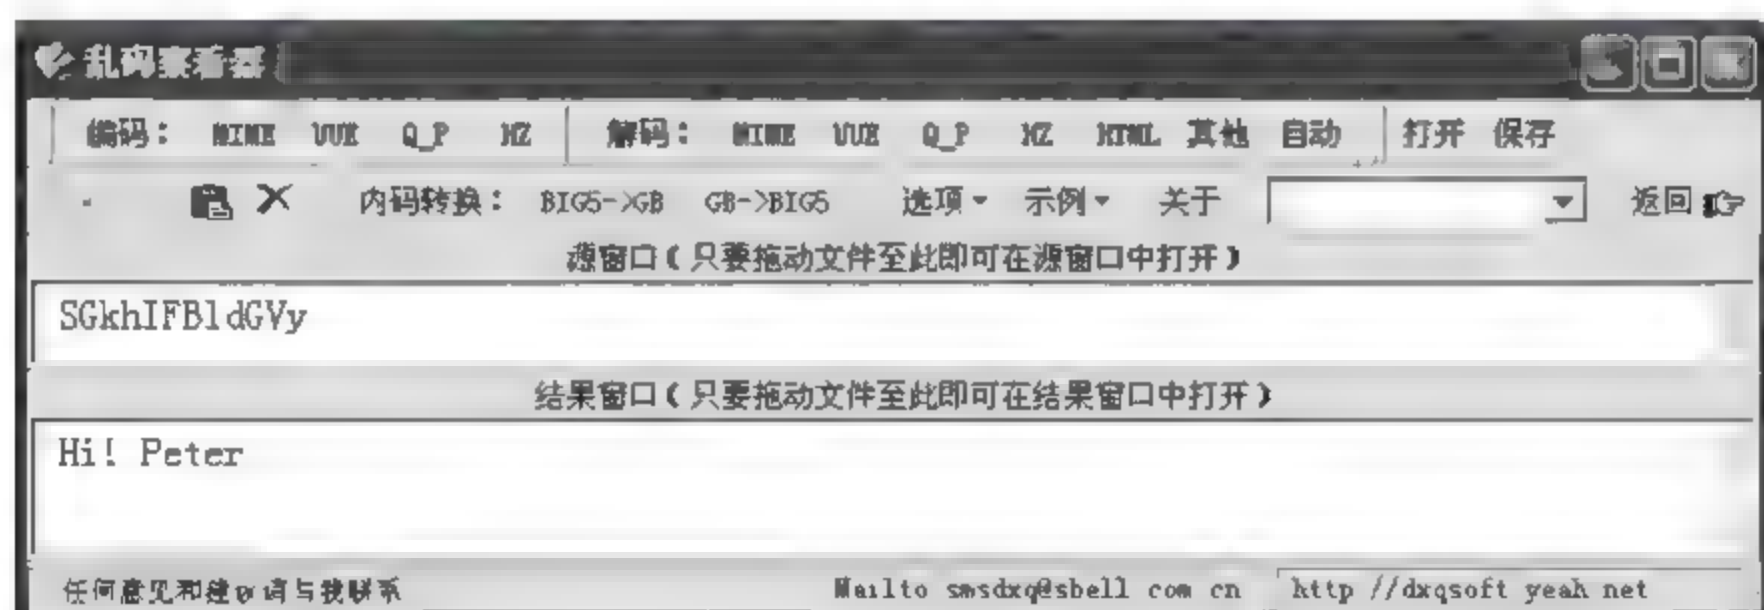 乱码察看器
编码： MIME UUE Q_P HZ 解码： MIME UUE Q_P HZ HTML 其他 自动 打开 保存
内码转换： BIG5->GB GB->BIG5 选项 示例 关于 返回
源窗口（只要拖动文件至此即可在源窗口中打开）
SGkhIFBldGVy
结果窗口（只要拖动文件至此即可在结果窗口中打开）
Hi! Peter
任何意见和建议请与我联系 Mailto smsdxq@sbell com cn http //dxqsoft yeah net